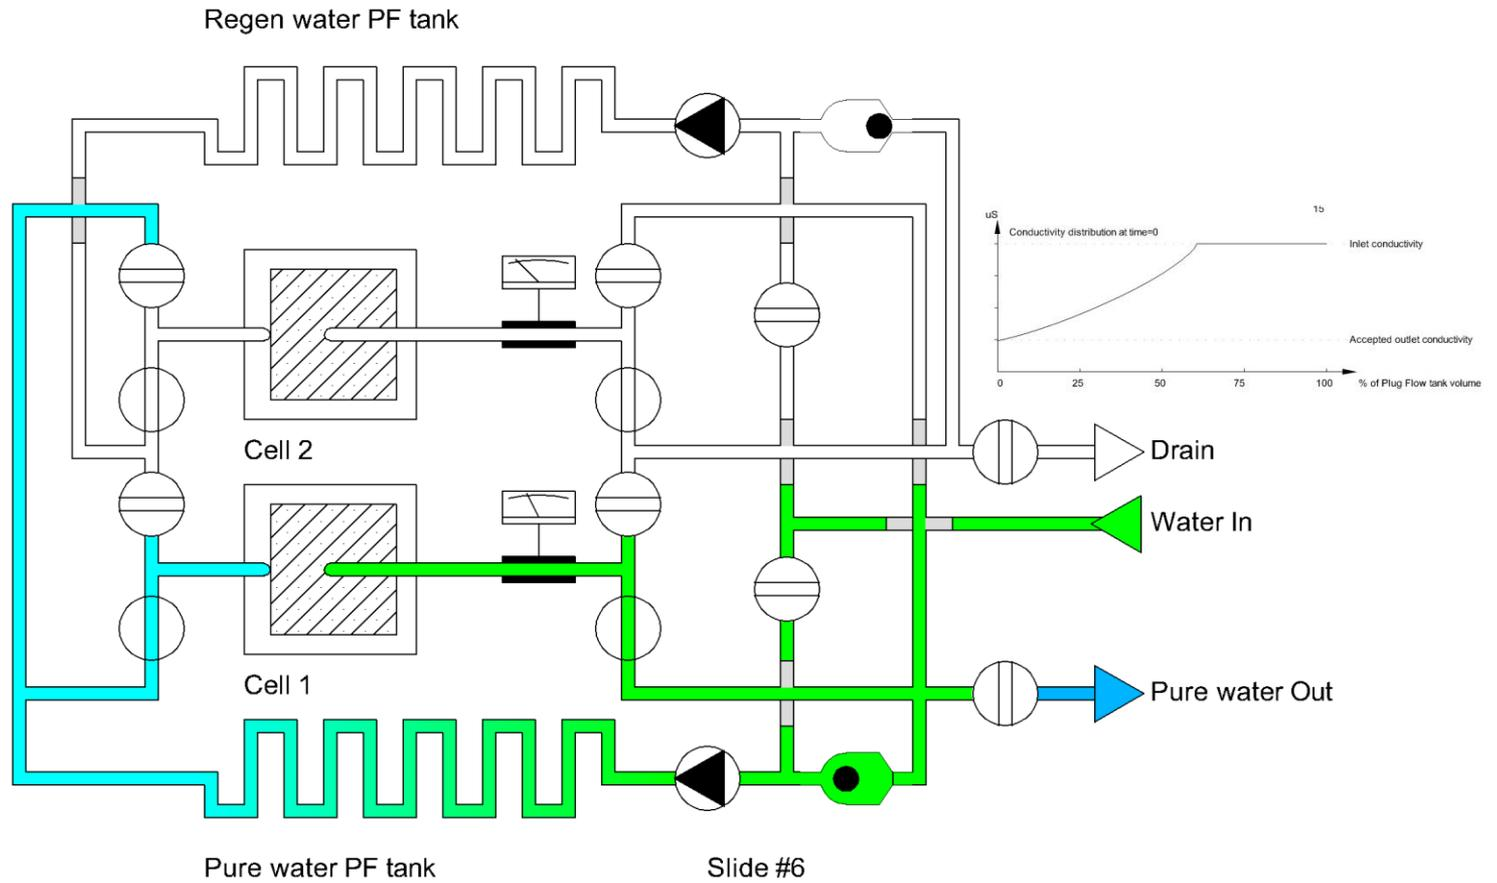 Regen water PF tank
uS
15
Conductivity distribution at time=0
Inlet conductivity
Accepted outlet conductivity
0
25
50
75
100
% of Plug Flow tank volume
Cell 2
Drain
Water In
Cell 1
Pure water Out
Pure water PF tank
Slide #6